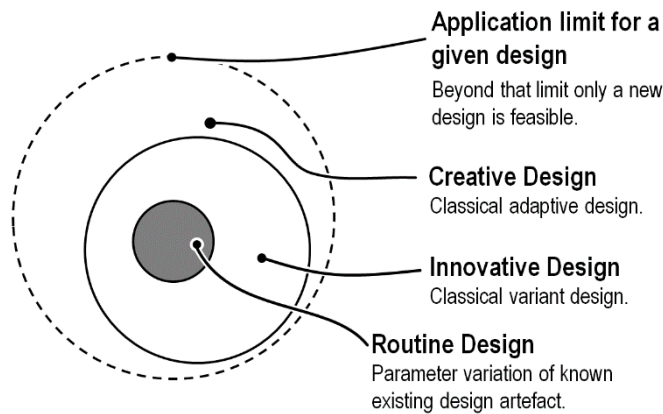 Application limit for a
given design
Beyond that limit only a new
design is feasible.
Creative Design
Classical adaptive design.
Innovative Design
Classical variant design.
Routine Design
Parameter variation of known
existing design artefact.